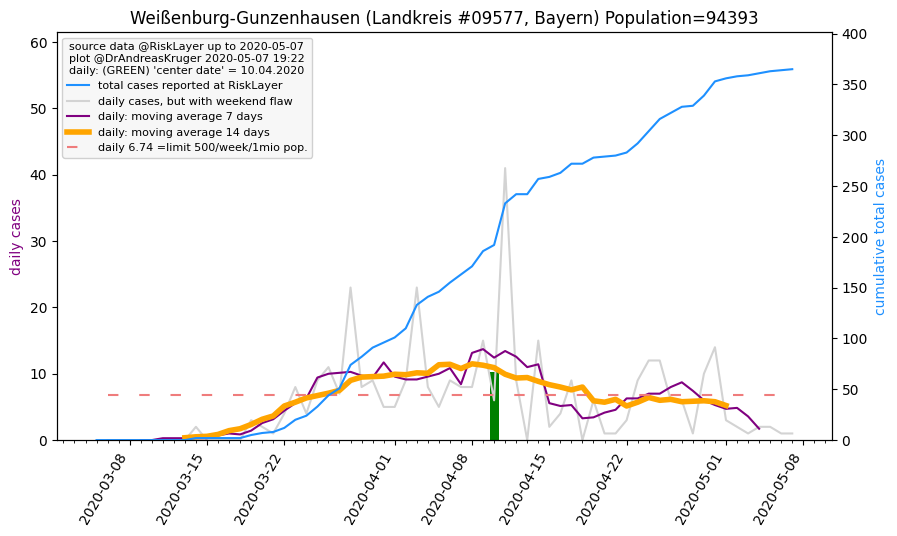 Weißenburg-Gunzenhausen (Landkreis #09577, Bayern) Population=94393
source data @RiskLayer up to 2020-05-07
plot @DrAndreasKruger 2020-05-07 19:22
daily: (GREEN) 'center date' = 10.04.2020
total cases reported at RiskLayer
daily cases, but with weekend flaw
daily: moving average 7 days
daily: moving average 14 days
daily 6.74 =limit 500/week/1mio pop.
daily cases
60
50
40
30
20
10
0
cumulative total cases
400
350
300
250
200
150
100
50
0
2020-03-08
2020-03-15
2020-03-22
2020-04-01
2020-04-08
2020-04-15
2020-04-22
2020-05-01
2020-05-08